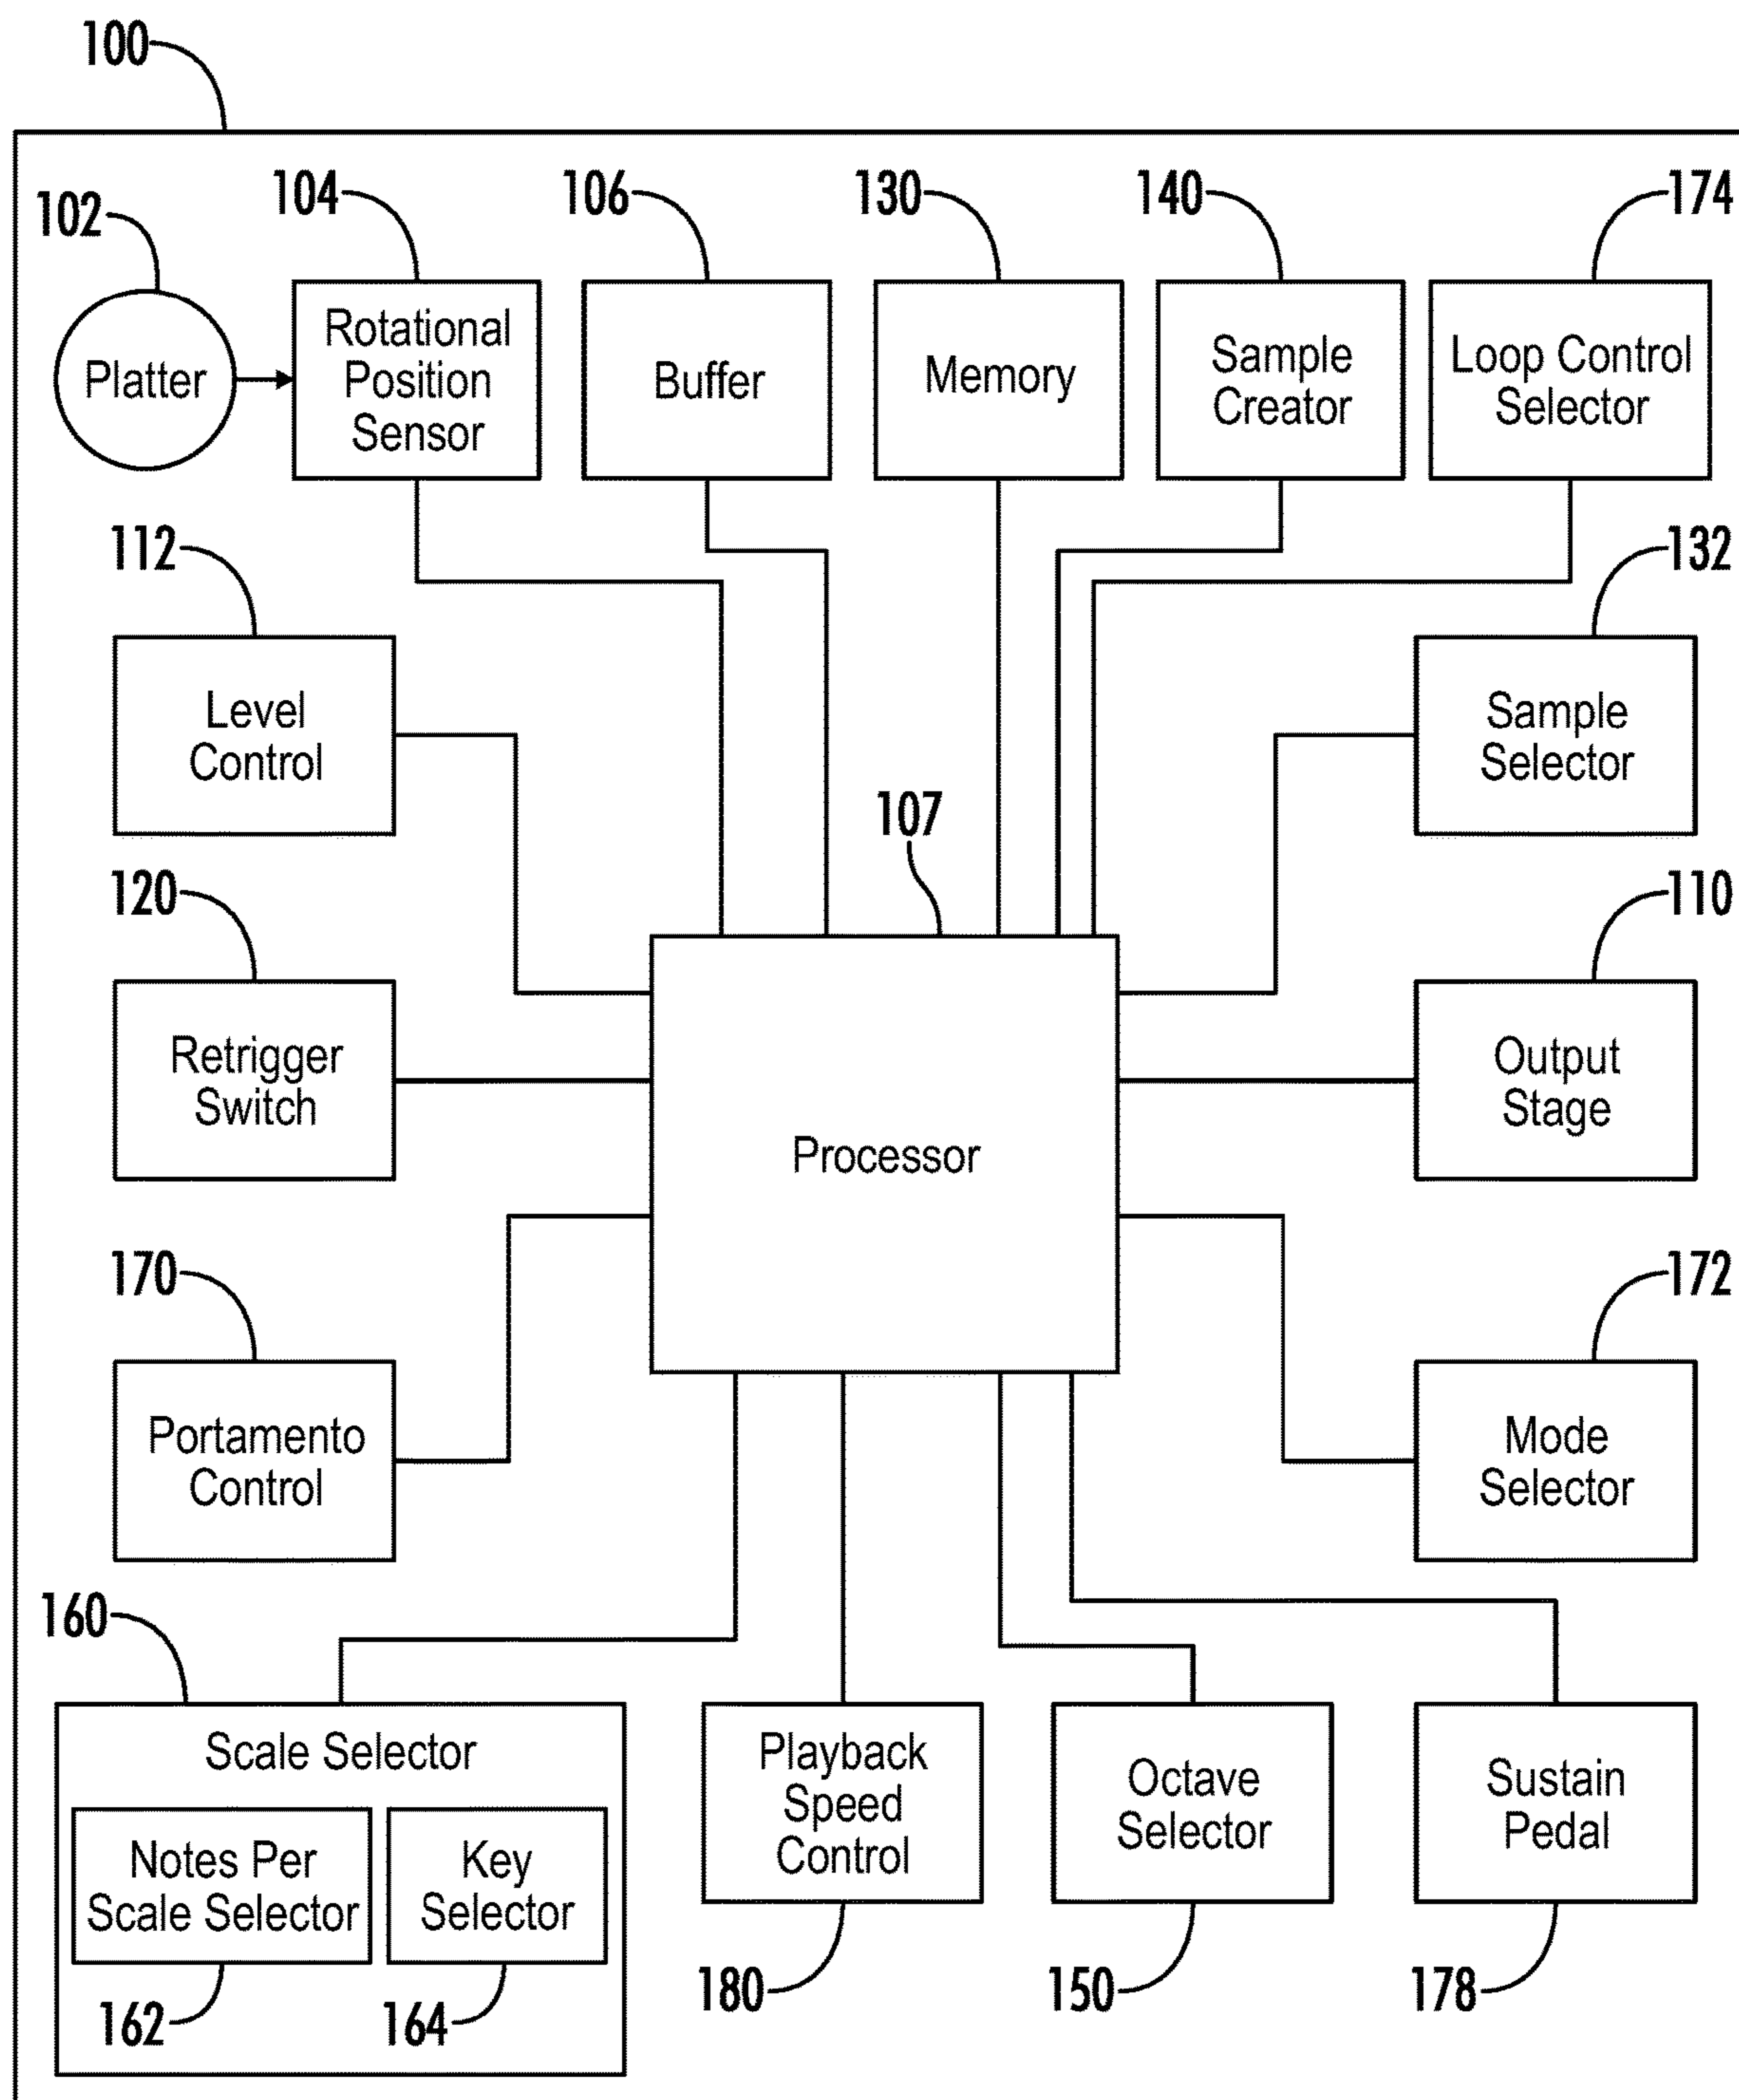 100
102
104
106
130
140
174
Platter
Rotational
Position
Sensor
Buffer
Memory
Sample
Creator
Loop Control
Selector
112
132
Level
Control
Sample
Selector
107
120
110
Retrigger
Switch
Output
Stage
Processor
170
172
Portamento
Control
Mode
Selector
160
Scale Selector
Notes Per
Scale Selector
Key
Selector
162
164
Playback
Speed
Control
Octave
Selector
Sustain
Pedal
180
150
178